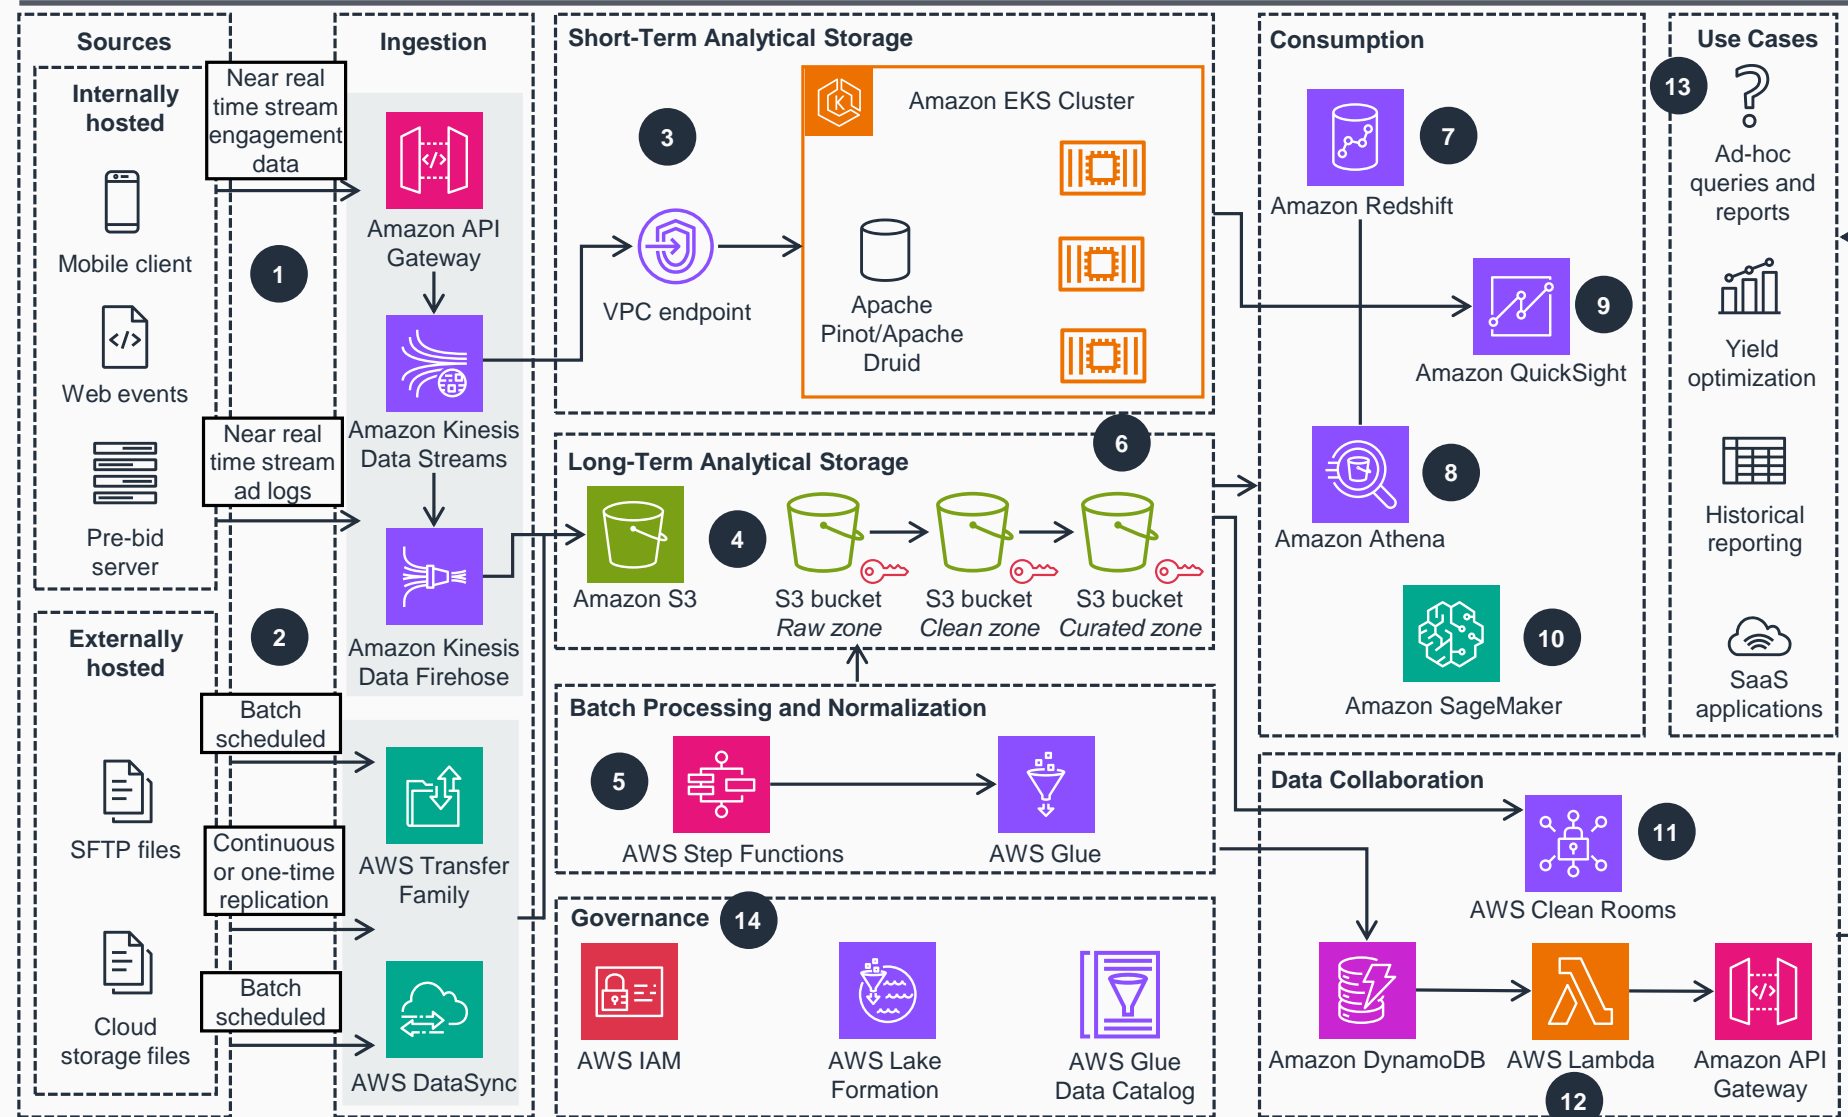 Sources
Internally
hosted
Mobile client
Web events
Pre-bid
server
Externally
hosted
SFTP files
Cloud
storage files
Near real
time stream
engagement
data
1
Near real
time stream
ad logs
2
Batch
scheduled
Continuous
or one-time
replication
Batch
scheduled
Ingestion
Amazon API
Gateway
Amazon Kinesis
Data Streams
Amazon Kinesis
Data Firehose
AWS Transfer
Family
AWS DataSync
Short-Term Analytical Storage
3
VPC endpoint
Amazon EKS Cluster
Apache
Pinot/Apache
Druid
Long-Term Analytical Storage
6
Amazon S3
4
S3 bucket
Raw zone
S3 bucket
Clean zone
S3 bucket
Curated zone
Batch Processing and Normalization
5
AWS Step Functions
AWS Glue
Governance
14
AWS IAM
AWS Lake
Formation
AWS Glue
Data Catalog
Consumption
7
Amazon Redshift
9
Amazon QuickSight
8
Amazon Athena
10
Amazon SageMaker
Use Cases
13
Ad-hoc
queries and
reports
Yield
optimization
Historical
reporting
SaaS
applications
Data Collaboration
11
AWS Clean Rooms
Amazon DynamoDB
AWS Lambda
12
Amazon API
Gateway